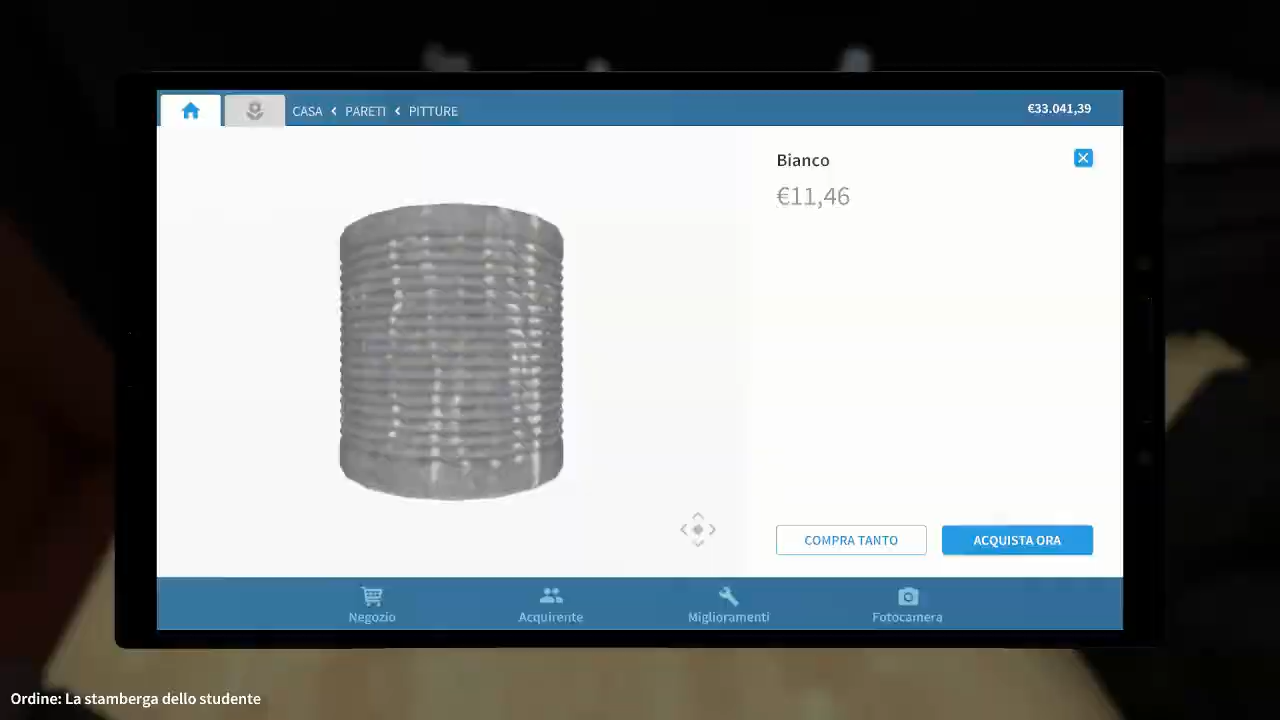 CASA < PARETI < PITTURE
€33.041,39
Bianco
€11,46
COMPRA TANTO
ACQUISTA ORA
Negozio
Acquirente
Miglioramenti
Fotocamera
Ordine: La stamberga dello studente